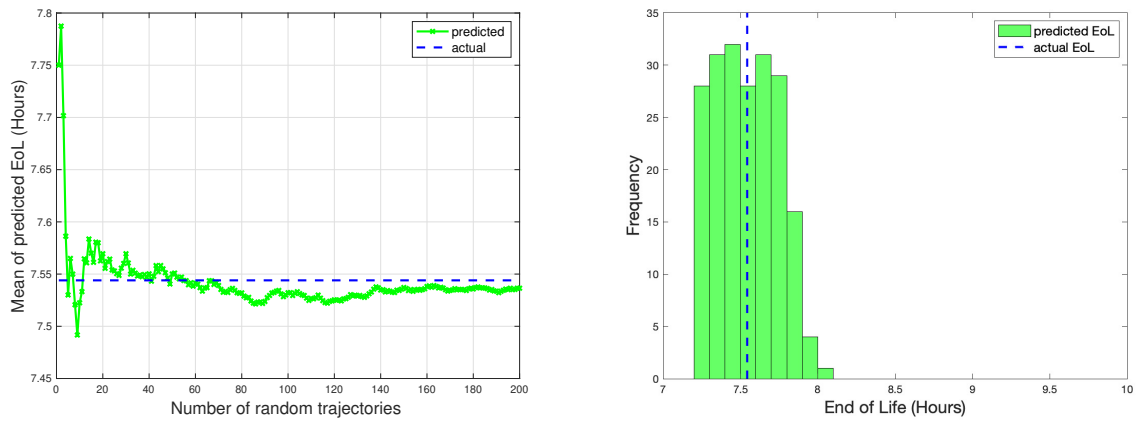 7.8
7.75
7.7
7.65
7.6
7.55
7.5
7.45
0 20 40 60 80 100 120 140 160 180 200
Mean of predicted EoL (Hours)
Number of random trajectories
predicted
actual
35
30
25
20
15
10
5
0
7 7.5 8 8.5 9 9.5 10
Frequency
End of Life (Hours)
predicted EoL
actual EoL